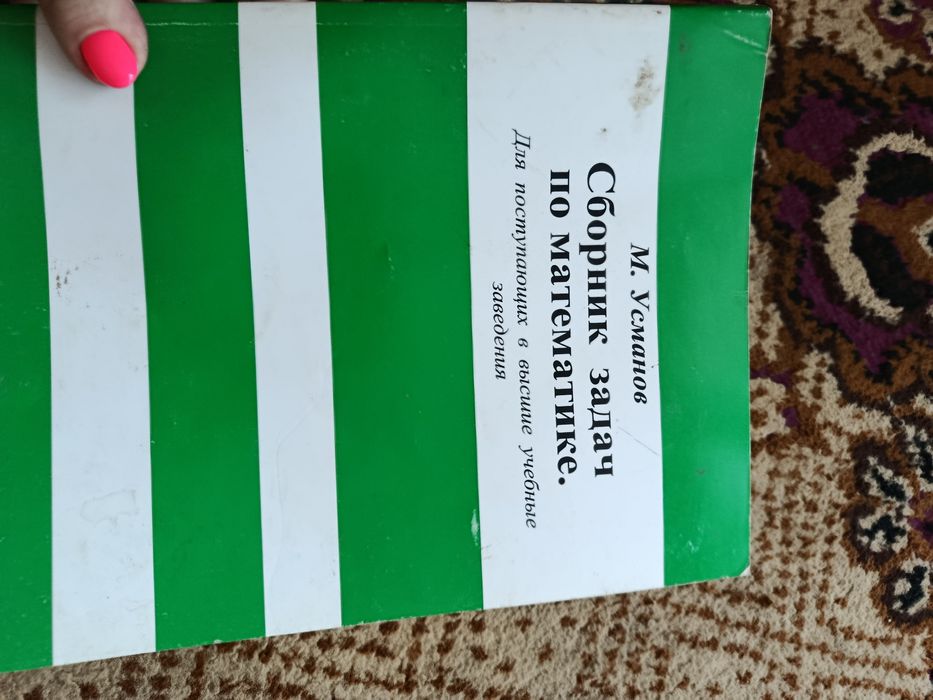 М. Усманов
Сборник задач
по математике.
Для поступающих в высшие учебные
заведения